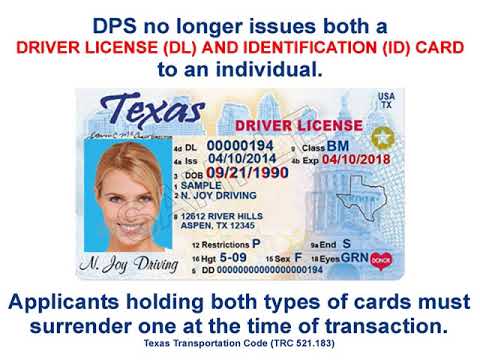 DPS no longer issues both a
DRIVER LICENSE (DL) AND IDENTIFICATION (ID) CARD
to an individual.
Texas
USA
TX
DRIVER LICENSE
4d DL 00000194 9 Class BM
4a Iss 04/10/2014 4b Exp 04/10/2018
3 DOB 09/21/1990
1 SAMPLE
2 N. JOY DRIVING
8 12612 RIVER HILLS
ASPEN, TX 12345
12 Restrictions P 9a End S
16 Hgt 5-09 15 Sex F 18 Eyes GRN
DONOR
5 DD 00000000000000000194
N. Joy Driving
Applicants holding both types of cards must
surrender one at the time of transaction.
Texas Transportation Code (TRC 521.183)